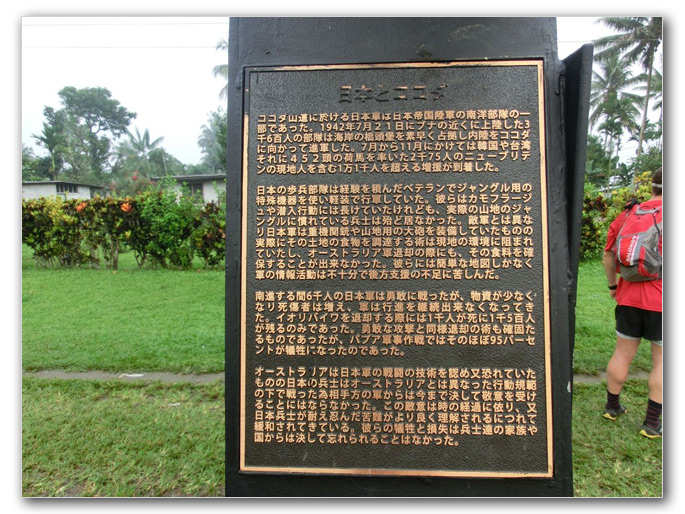 日本とココダ
ココダ山道に於ける日本軍は日本帝国陸軍の南洋部隊の一
部であった。1942年7月21日にブナの近くに上陸した3
千6百人の部隊は海岸の橋頭堡を素早く占拠し内陸をココダ
に向かって進軍した。7月から11月にかけては韓国や台湾
それに452頭の荷馬を率いた2千75人のニューブリテ
ンの現地人を含む1万1千人を超える増援が到着した。
日本の歩兵部隊は経験を積んだベテランでジャングル用の
特殊機器を使い軽装で行軍していた。彼らはカモフラージ
ュや潜入行動には長けていたけれども、実際の山地のジャ
ングルに慣れている兵士は殆ど居なかった。敵軍とは異な
り日本軍は重機関銃や山地用の大砲を装備していたものの
実際にその土地の食物を調達する術は現地の環境に阻まれ
ていたし、オーストラリア軍退却の際にも、その食料を確
保することが出来なかった。彼らには簡単な地図しかなく
軍の情報活動は不十分で後方支援の不足に苦しんだ。
南進する間6千人の日本軍は勇敢に戦ったが、物資が少なく
なり死傷者は増え、軍は行進を継続出来なくなってき
た。イオリバイワを退却する際には1千人が死に1千5百人
が残るのみであった。勇敢な攻撃と同様退却の術も確固た
るものであったが、パプア軍事作戦ではそのほぼ95パーセ
ントが犠牲になったのであった。
オーストラリアは日本軍の戦闘の技術を認め又恐れていた
ものの日本の兵士はオーストラリアとは異なった行動規範
の下で戦った為相手方の軍からは今まで決して敬意を受け
ることにはならなかった。この敵意は時の経過に依り、又
日本兵士が耐え忍んだ苦難がより良く理解されるにつれて
緩和されてきている。彼らの犠牲と損失は兵士達の家族や
国からは決して忘れられることはなかった。